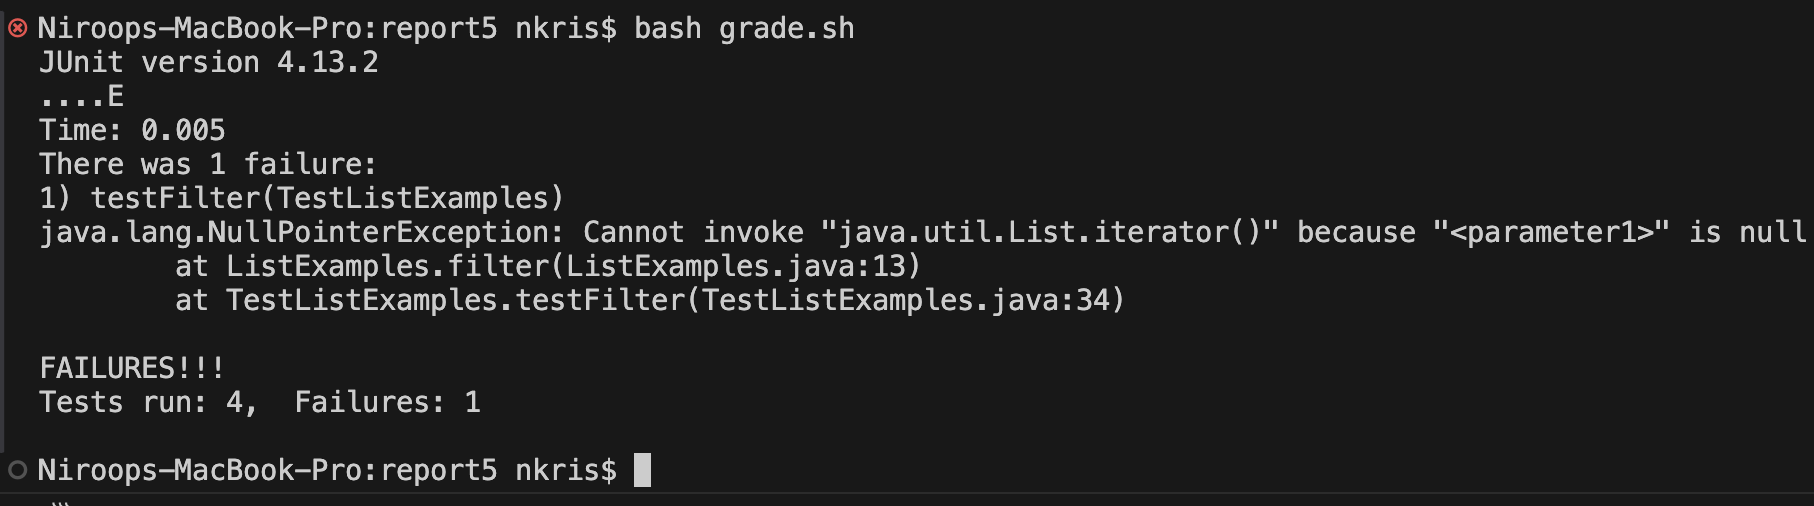 Niroops-MacBook-Pro:report5 nkris$ bash grade.sh
JUnit version 4.13.2
....E
Time: 0.005
There was 1 failure:
1) testFilter(TestListExamples)
java.lang.NullPointerException: Cannot invoke "java.util.List.iterator()" because "<parameter1>" is null
        at ListExamples.filter(ListExamples.java:13)
        at TestListExamples.testFilter(TestListExamples.java:34)
FAILURES!!!
Tests run: 4,  Failures: 1
Niroops-MacBook-Pro:report5 nkris$